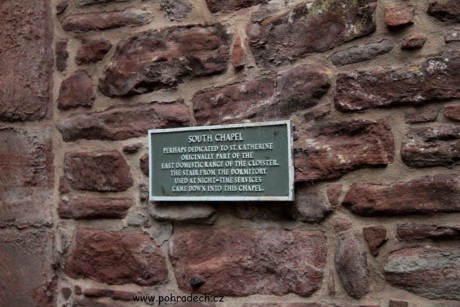 SOUTH CHAPEL
PERHAPS DEDICATED TO ST. KATHERINE
ORIGINALLY PART OF THE
EAST DOMESTIC RANGE OF THE CLOISTER.
THE STAIR FROM THE DORMITORY,
USED AT NIGHT-TIME SERVICES
CAME DOWN INTO THIS CHAPEL.
www.pohradech.cz